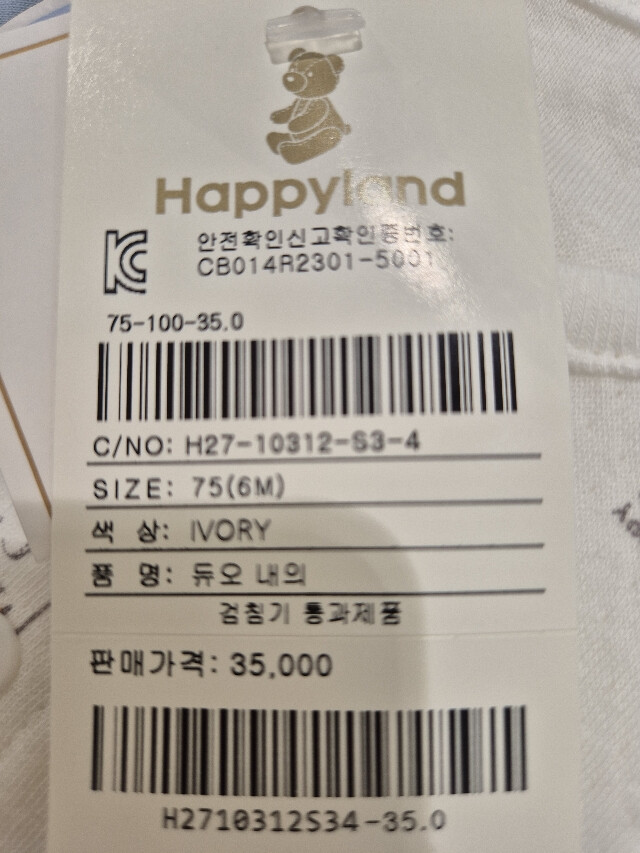 Happyland
안전확인신고확인증번호:
CB014R2301-5001
75-100-35.0
C/NO: H27-10312-S3-4
SIZE: 75(6M)
색 상: IVORY
품 명: 듀오 내의
검침기 통과제품
판매가격: 35,000
H2710312S34-35.0